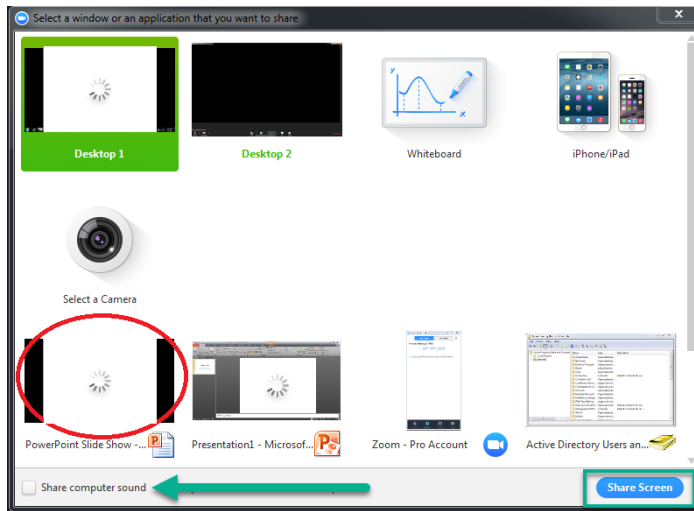 Select a window or an application that you want to share
x
Desktop 1
Desktop 2
Y
x
Whiteboard
iPhone/iPad
Select a Camera
PowerPoint Slide Show -...
Presentation1 - Microsof...
Zoom - Pro Account
Active Directory Users an...
Share computer sound
Share Screen